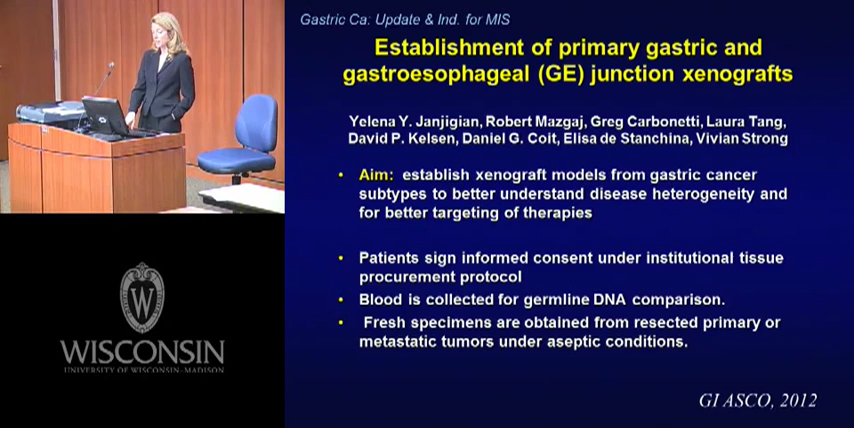 Gastric Ca: Update & Ind. for MIS
Establishment of primary gastric and
gastroesophageal (GE) junction xenografts
Yelena Y. Janjigian, Robert Mazgaj, Greg Carbonetti, Laura Tang,
David P. Kelsen, Daniel G. Coit, Elisa de Stanchina, Vivian Strong
• Aim: establish xenograft models from gastric cancer
subtypes to better understand disease heterogeneity and
for better targeting of therapies
• Patients sign informed consent under institutional tissue
procurement protocol
• Blood is collected for germline DNA comparison.
• Fresh specimens are obtained from resected primary or
metastatic tumors under aseptic conditions.
GI ASCO, 2012
W
WISCONSIN
UNIVERSITY OF WISCONSIN–MADISON